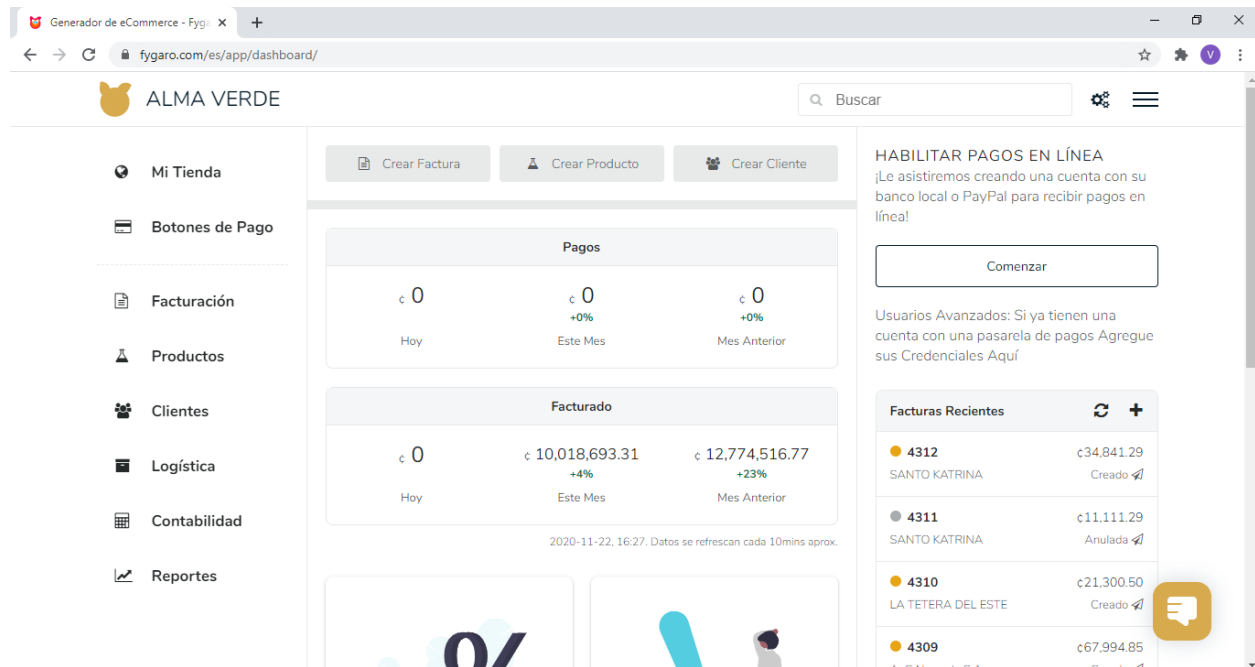 Generador de eCommerce - Fyga
fygaro.com/es/app/dashboard/
V
ALMA VERDE
Buscar
Mi Tienda
Botones de Pago
Facturación
Productos
Clientes
Logística
Contabilidad
Reportes
Crear Factura
Crear Producto
Crear Cliente
Pagos
¢ 0
Hoy
¢ 0
+0%
Este Mes
¢ 0
+0%
Mes Anterior
Facturado
¢ 0
Hoy
¢ 10,018,693.31
+4%
Este Mes
¢ 12,774,516.77
+23%
Mes Anterior
2020-11-22, 16:27. Datos se refrescan cada 10mins aprox.
%
HABILITAR PAGOS EN LÍNEA
¡Le asistiremos creando una cuenta con su
banco local o PayPal para recibir pagos en
línea!
Comenzar
Usuarios Avanzados: Si ya tienen una
cuenta con una pasarela de pagos Agregue
sus Credenciales Aquí
Facturas Recientes
4312 ¢34,841.29
SANTO KATRINA Creado
4311 ¢11,111.29
SANTO KATRINA Anulada
4310 ¢21,300.50
LA TETERA DEL ESTE Creado
4309 ¢67,994.85